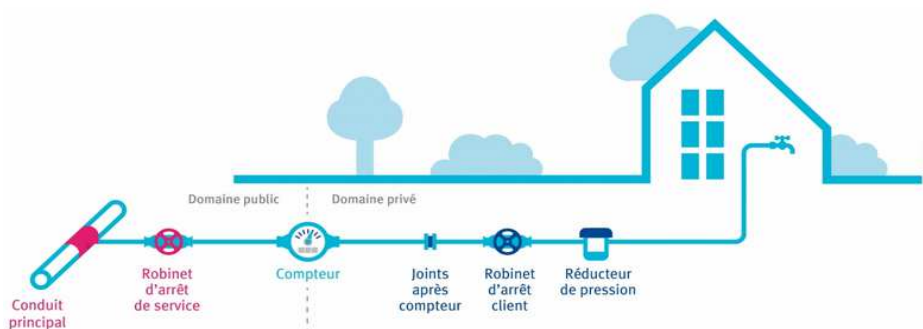 Domaine public
Domaine privé
Conduit
principal
Robinet
d'arrêt
de service
Compteur
Joints
après
compteur
Robinet
d'arrêt
client
Réducteur
de pression